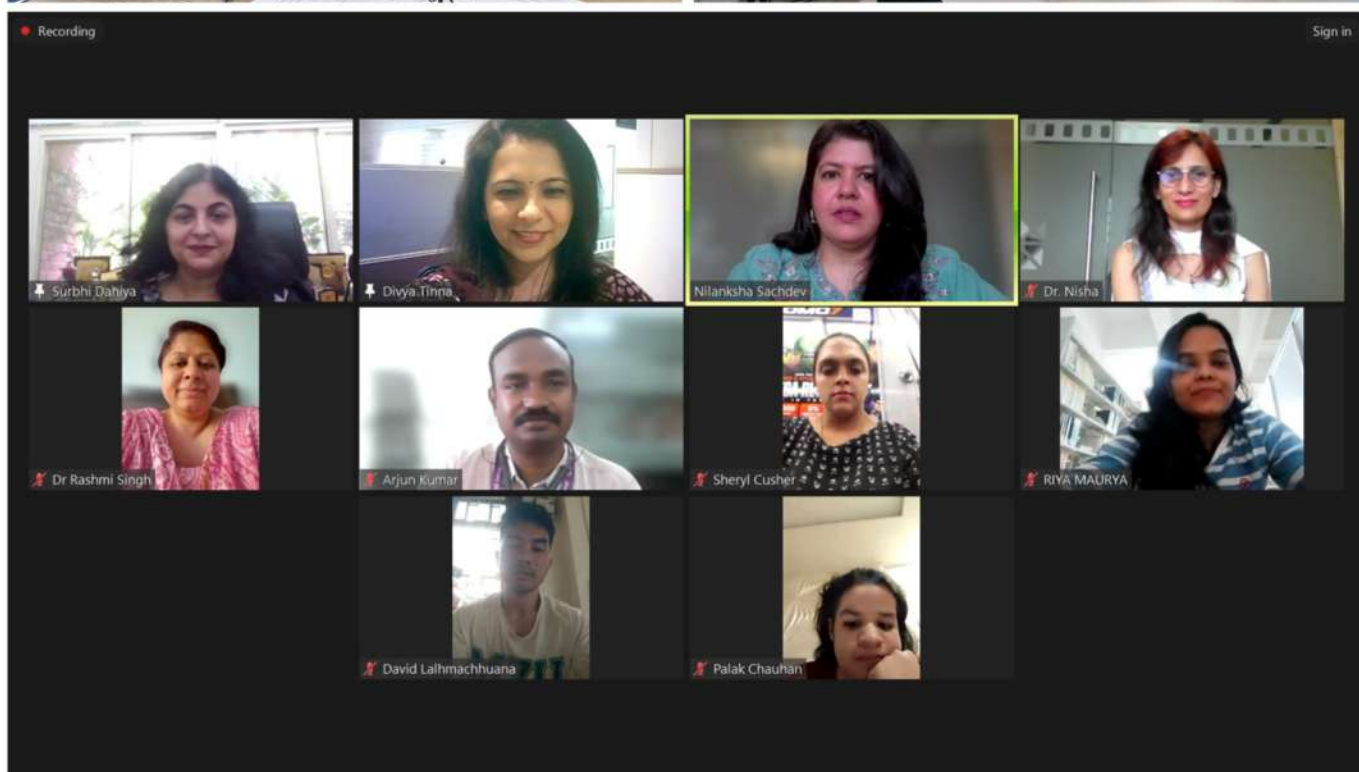 Recording
Sign in
Surbhi Dahiya
Divya Tinna
Nilanksha Sachdev
Dr. Nisha
Dr Rashmi Singh
Arjun Kumar
Sheryl Cusher
RIYA MAURYA
David Lalhmachhuana
Palak Chauhan